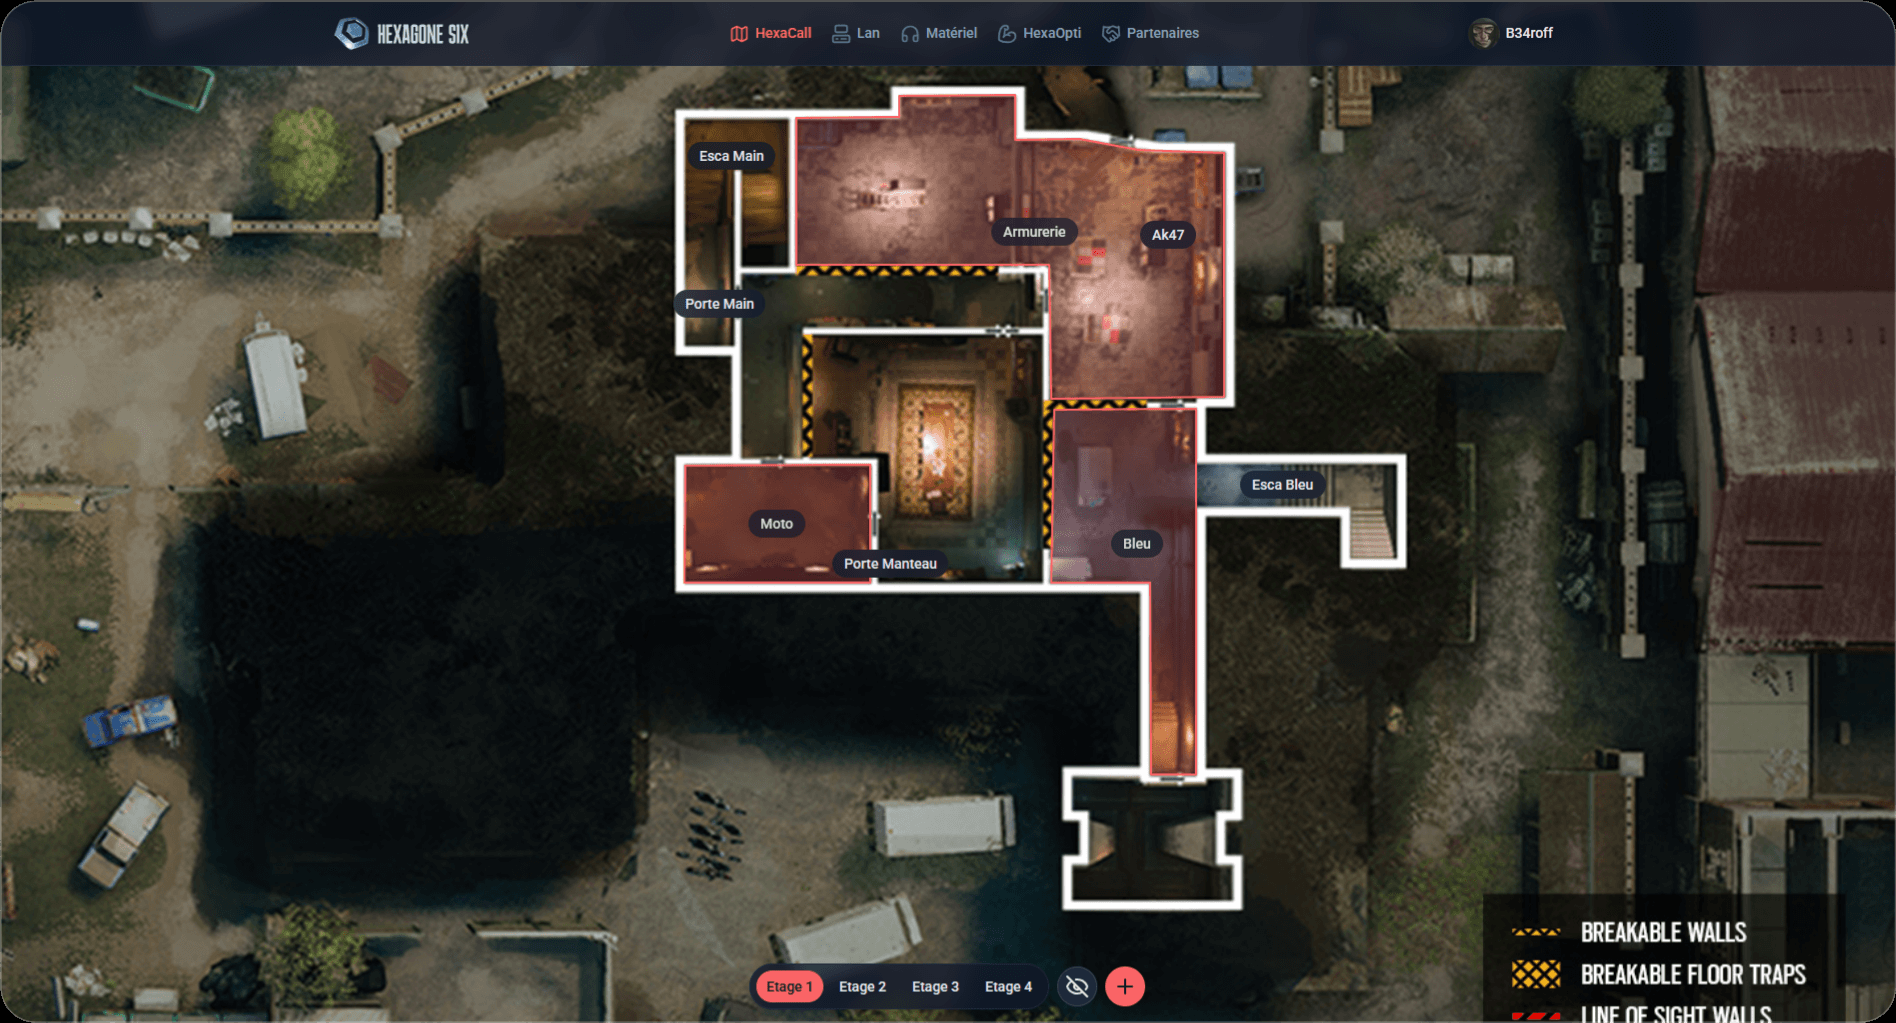 HEXAGONE SIX
HexaCall
Lan
Matériel
HexaOpti
Partenaires
B34roff
Esca Main
Armurerie
Ak47
Porte Main
Esca Bleu
Moto
Bleu
Porte Manteau
BREAKABLE WALLS
BREAKABLE FLOOR TRAPS
LINE OF SIGHT WALLS
Etage 1
Etage 2
Etage 3
Etage 4